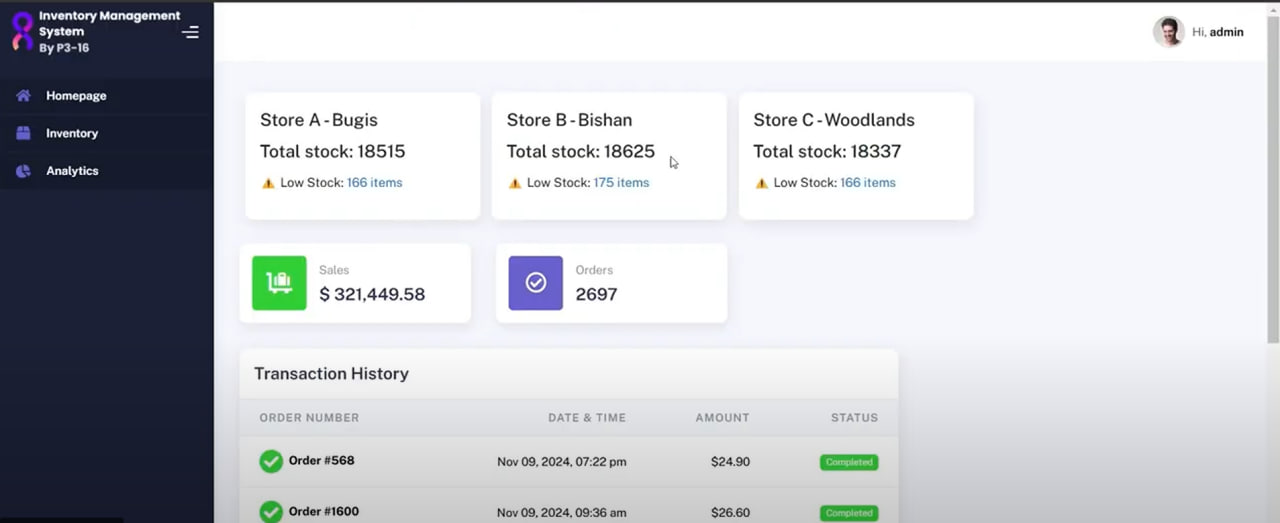 Inventory Management
System
By P3-16
Hi, admin
Homepage
Inventory
Analytics
Store A - Bugis
Total stock: 18515
Low Stock: 166 items
Store B - Bishan
Total stock: 18625
Low Stock: 175 items
Store C - Woodlands
Total stock: 18337
Low Stock: 166 items
Sales
$ 321,449.58
Orders
2697
Transaction History
ORDER NUMBER DATE & TIME AMOUNT STATUS
Order #568 Nov 09, 2024, 07:22 pm $24.90 Completed
Order #1600 Nov 09, 2024, 09:36 am $26.60 Completed